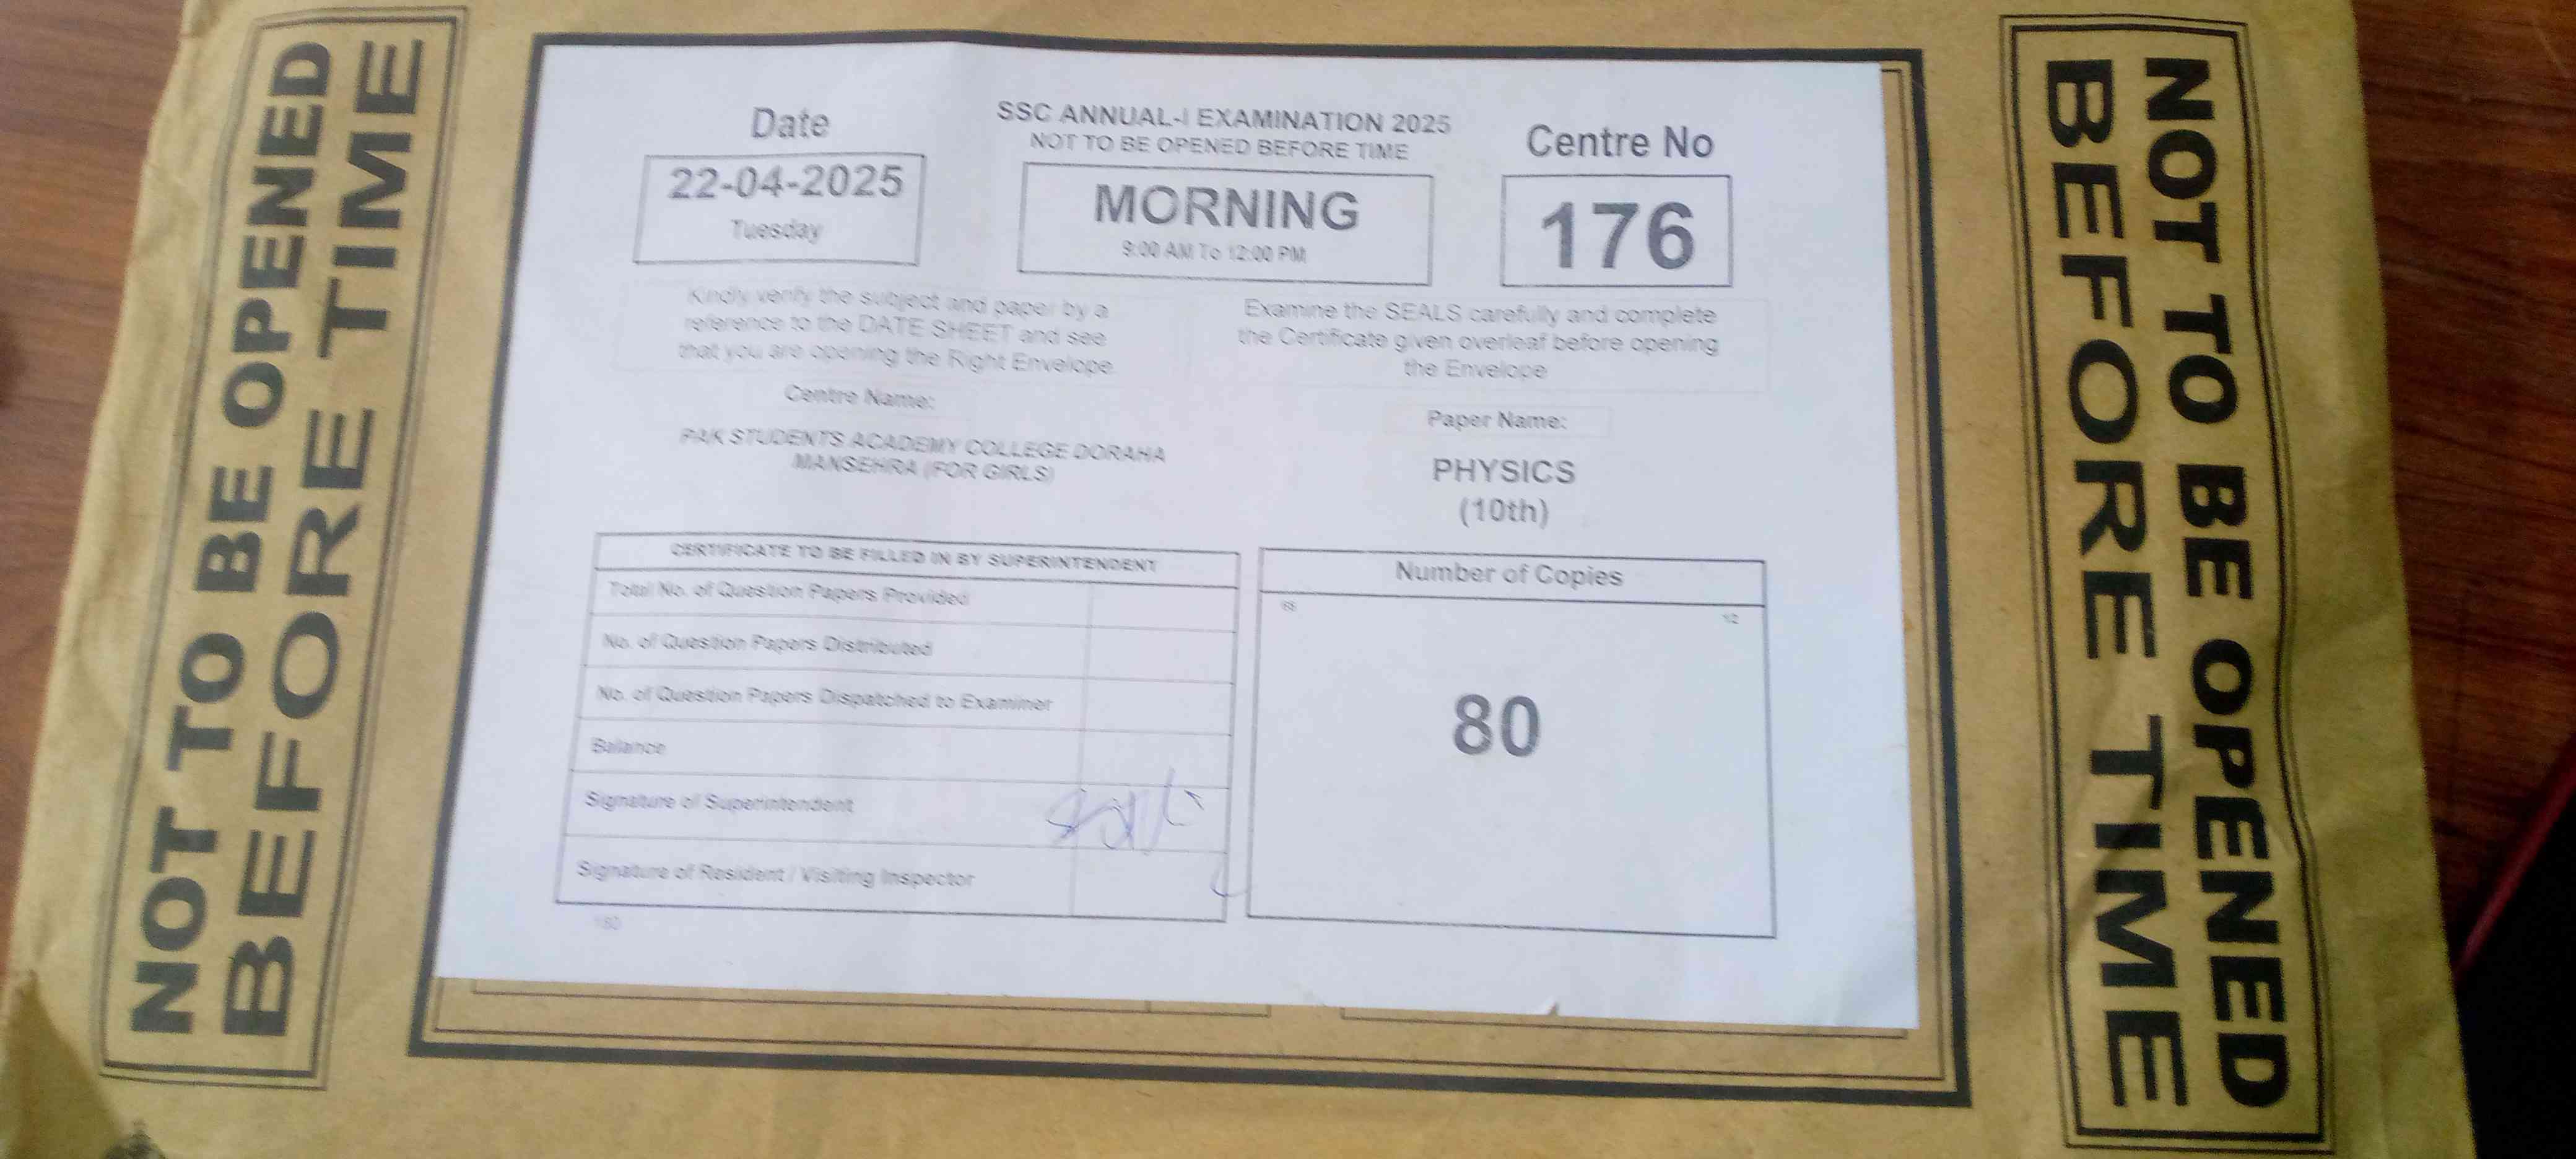 NOT TO BE OPENED
BEFORE TIME
Date
22-04-2025
Tuesday
SSC ANNUAL-I EXAMINATION 2025
NOT TO BE OPENED BEFORE TIME
MORNING
9:00 AM To 12:00 PM
Centre No
176
Kindly verify the subject and paper by a
reference to the DATE SHEET and see
that you are opening the Right Envelope
Examine the SEALS carefully and complete
the Certificate given overleaf before opening
the Envelope
Centre Name:
PAK STUDENTS ACADEMY COLLEGE DORAHA
MANSEHRA (FOR GIRLS)
Paper Name:
PHYSICS
(10th)
CERTIFICATE TO BE FILLED IN BY SUPERINTENDENT
Total No. of Question Papers Provided
No. of Question Papers Distributed
No. of Question Papers Dispatched to Examiner
Balance
Signature of Superintendent
Signature of Resident / Visiting Inspector
Number of Copies
68
12
80
160
NOT TO BE OPENED
BEFORE TIME